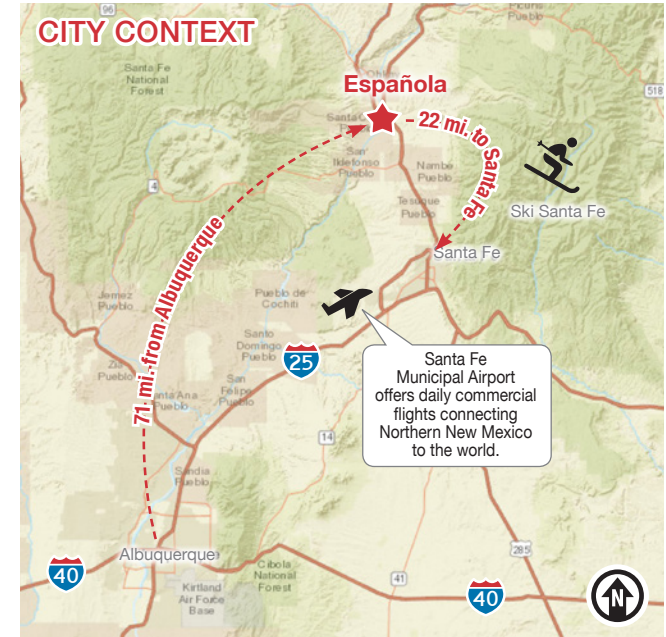 CITY CONTEXT
96
Picuris
Pueblo
Santa Fe
National
Forest
518
Española
22 mi. to Santa Fe
San
Ildefonso
Pueblo
Nambe
Pueblo
4
Tesuque
Pueblo
Ski Santa Fe
Santa Fe
71 mi. from Albuquerque
Jemez
Pueblo
Pueblo de
Cochiti
Santo
Domingo
Pueblo
25
Zia
Pueblo
San
Felipe
Pueblo
Santa Ana
Pueblo
Santa Fe
Municipal Airport
offers daily commercial
flights connecting
Northern New Mexico
to the world.
14
Sandia
Pueblo
Albuquerque
285
40
Cibola
National
Forest
Kirtland
Air Force
Base
41
40
N